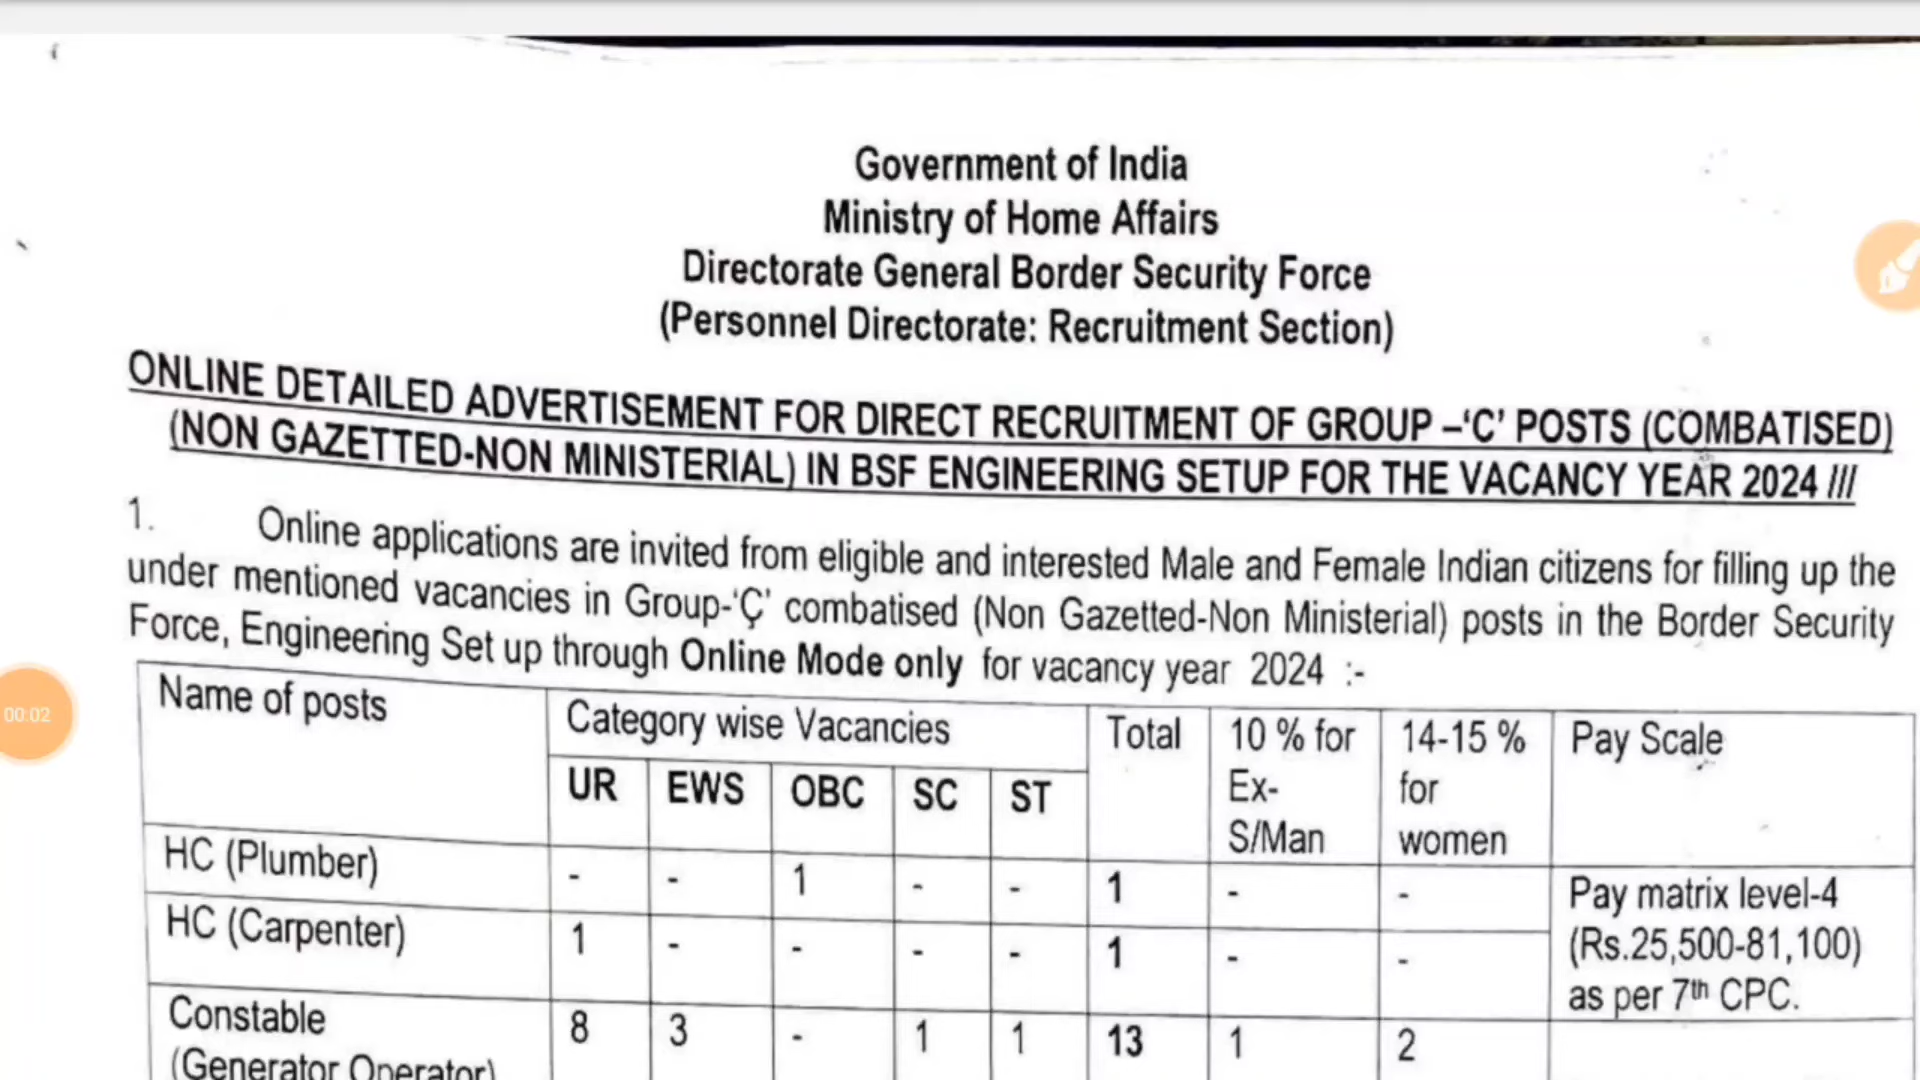 Government of India
Ministry of Home Affairs
Directorate General Border Security Force
(Personnel Directorate: Recruitment Section)
ONLINE DETAILED ADVERTISEMENT FOR DIRECT RECRUITMENT OF GROUP –‘C’ POSTS (COMBATISED)
(NON GAZETTED-NON MINISTERIAL) IN BSF ENGINEERING SETUP FOR THE VACANCY YEAR 2024 ///
1. Online applications are invited from eligible and interested Male and Female Indian citizens for filling up the
under mentioned vacancies in Group-‘Ç’ combatised (Non Gazetted-Non Ministerial) posts in the Border Security
Force, Engineering Set up through Online Mode only for vacancy year 2024 :-
Name of posts Category wise Vacancies Total 10 % for Ex- S/Man 14-15 % for women Pay Scale
UR EWS OBC SC ST
HC (Plumber) - - 1 - - 1 - - Pay matrix level-4
HC (Carpenter) 1 - - - - 1 - - (Rs.25,500-81,100)
as per 7th CPC.
Constable 8 3 - 1 1 13 1 2
(Generator Operator)
00:02